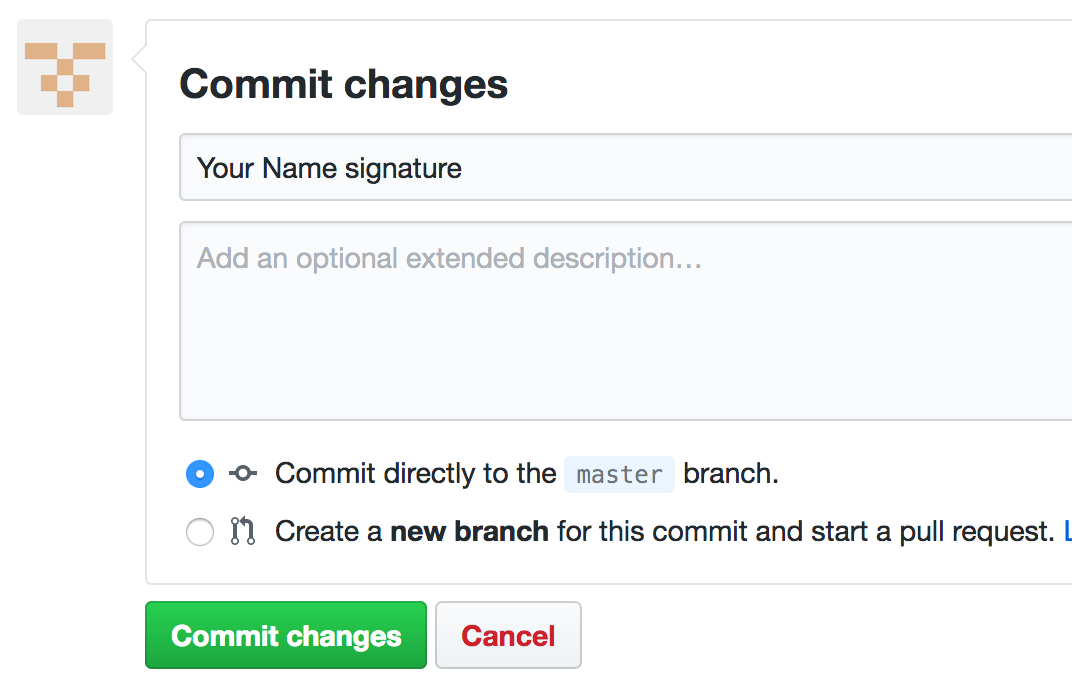 Commit changes
Your Name signature
Add an optional extended description…
Commit directly to the master branch.
Create a new branch for this commit and start a pull request.
Commit changes
Cancel